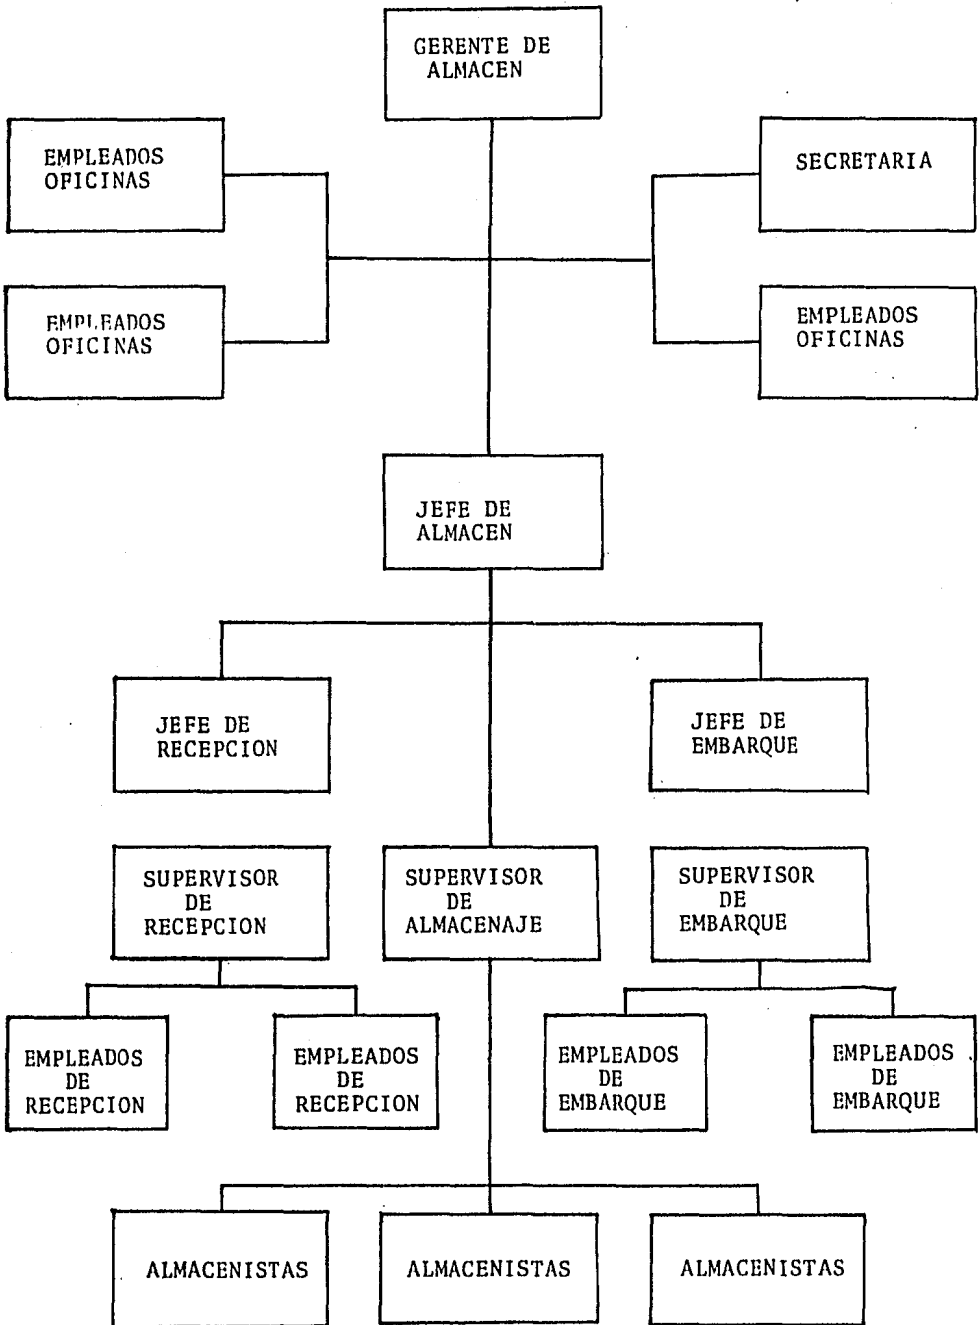 GERENTE DE
ALMACEN
EMPLEADOS
OFICINAS
SECRETARIA
EMPLEADOS
OFICINAS
EMPLEADOS
OFICINAS
JEFE DE
ALMACEN
JEFE DE
RECEPCION
JEFE DE
EMBARQUE
SUPERVISOR
DE
RECEPCION
SUPERVISOR
DE
ALMACENAJE
SUPERVISOR
DE
EMBARQUE
EMPLEADOS
DE
RECEPCION
EMPLEADOS
DE
RECEPCION
EMPLEADOS
DE
EMBARQUE
EMPLEADOS
DE
EMBARQUE
ALMACENISTAS
ALMACENISTAS
ALMACENISTAS